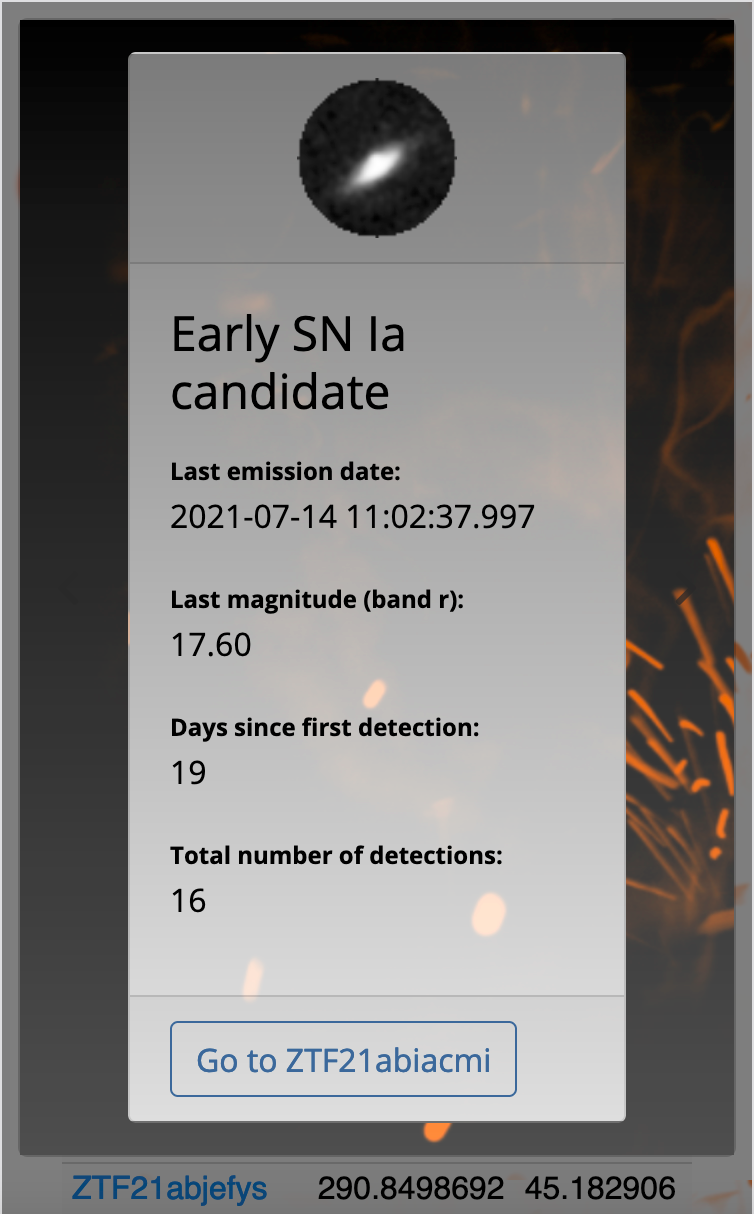 Early SN Ia
candidate
Last emission date:
2021-07-14 11:02:37.997
Last magnitude (band r):
17.60
Days since first detection:
19
Total number of detections:
16
Go to ZTF21abiacmi
ZTF21abjefys 290.8498692 45.182906